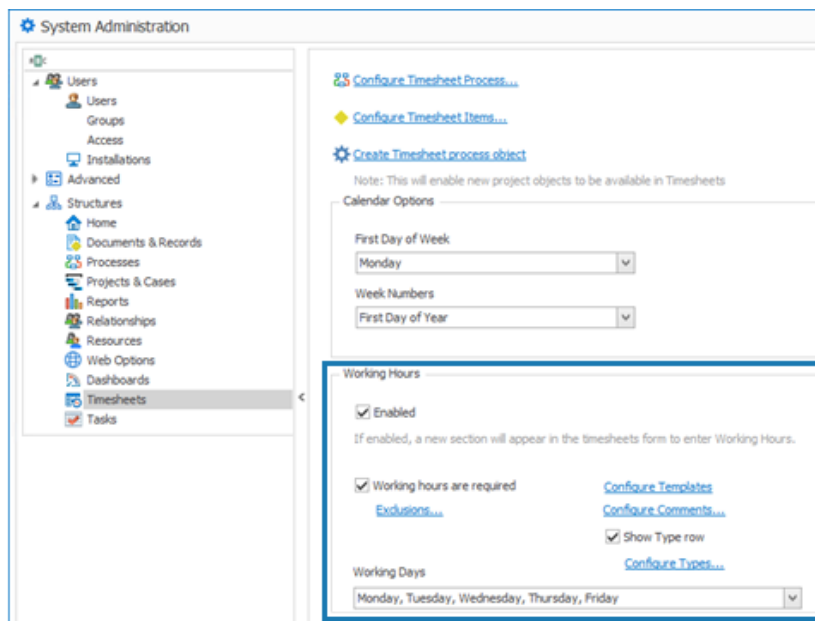 System Administration
Users
Users
Groups
Access
Installations
Advanced
Structures
Home
Documents & Records
Processes
Projects & Cases
Reports
Relationships
Resources
Web Options
Dashboards
Timesheets
Tasks
Configure Timesheet Process...
Configure Timesheet Items...
Create Timesheet process object
Note: This will enable new project objects to be available in Timesheets
Calendar Options
First Day of Week
Monday
Week Numbers
First Day of Year
Working Hours
Enabled
If enabled, a new section will appear in the timesheets form to enter Working Hours.
Working hours are required
Configure Templates
Exclusions...
Configure Comments...
Show Type row
Configure Types...
Working Days
Monday, Tuesday, Wednesday, Thursday, Friday